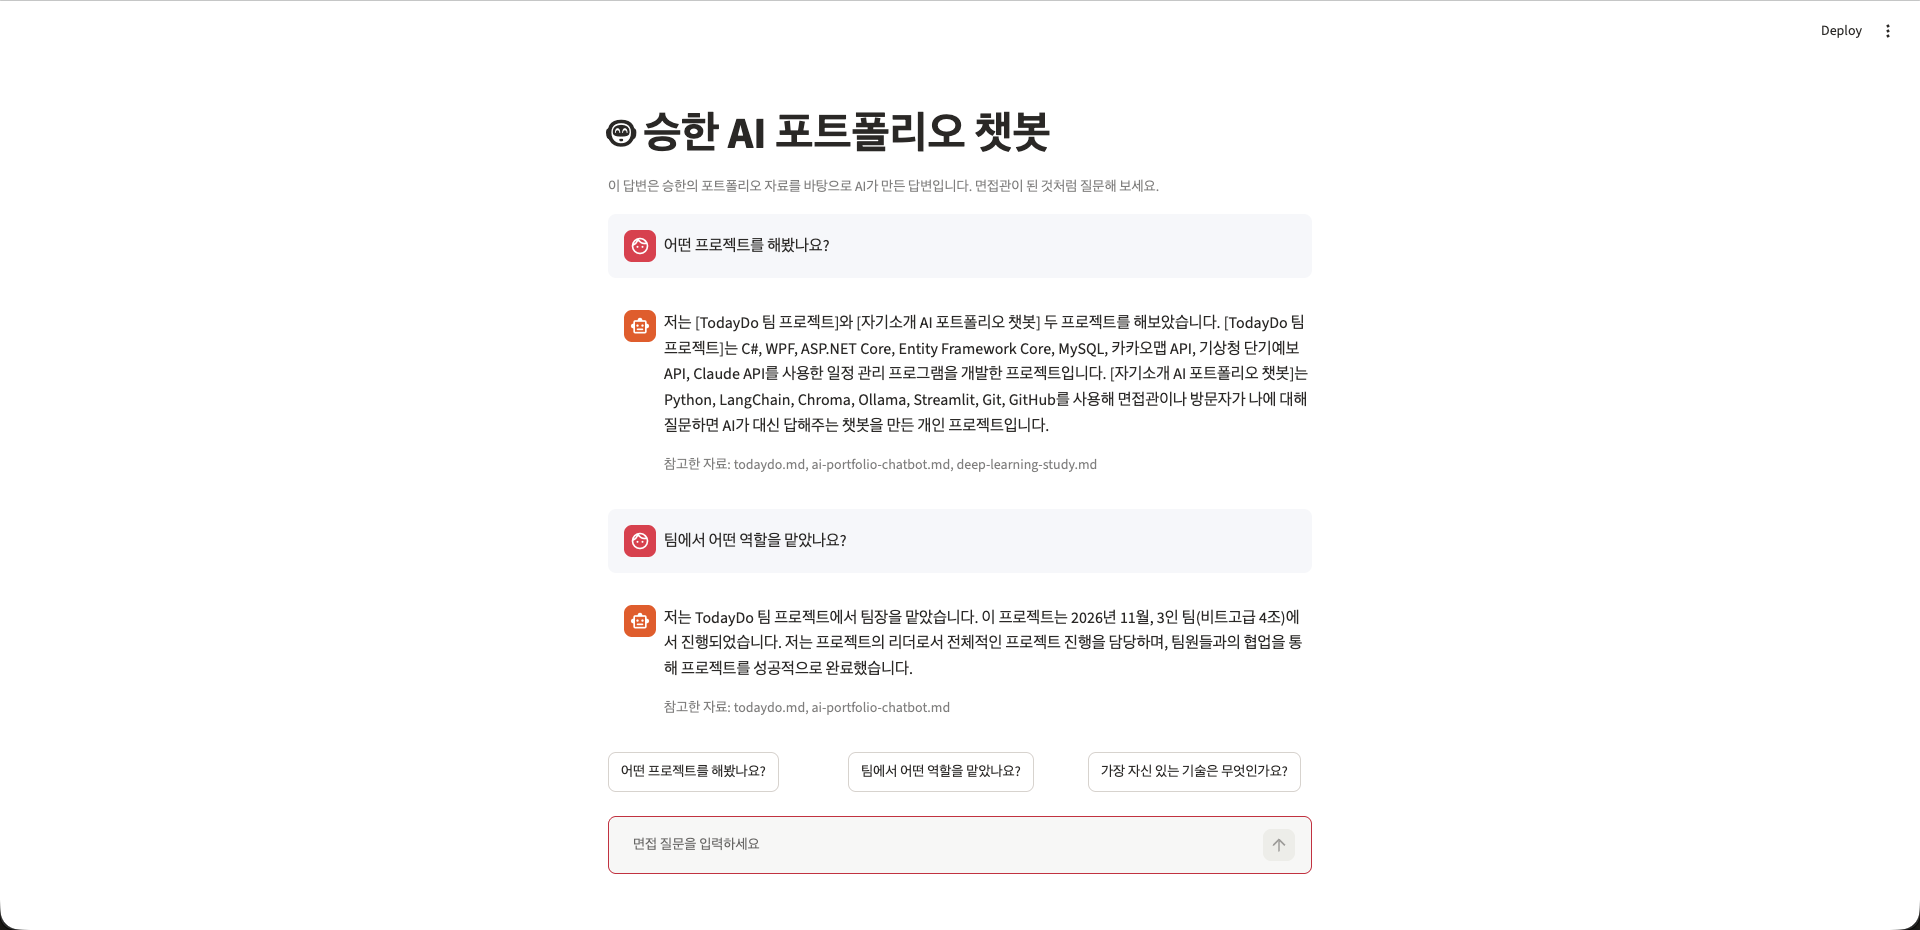 Deploy
승한 AI 포트폴리오 챗봇
이 답변은 승한의 포트폴리오 자료를 바탕으로 AI가 만든 답변입니다. 면접관이 된 것처럼 질문해 보세요.
어떤 프로젝트를 해봤나요?
저는 [TodayDo 팀 프로젝트]와 [자기소개 AI 포트폴리오 챗봇] 두 프로젝트를 해보았습니다. [TodayDo 팀
프로젝트]는 C#, WPF, ASP.NET Core, Entity Framework Core, MySQL, 카카오맵 API, 기상청 단기예보
API, Claude API를 사용한 일정 관리 프로그램을 개발한 프로젝트입니다. [자기소개 AI 포트폴리오 챗봇]는
Python, LangChain, Chroma, Ollama, Streamlit, Git, GitHub를 사용해 면접관이나 방문자가 나에 대해
질문하면 AI가 대신 답해주는 챗봇을 만든 개인 프로젝트입니다.
참고한 자료: todaydo.md, ai-portfolio-chatbot.md, deep-learning-study.md
팀에서 어떤 역할을 맡았나요?
저는 TodayDo 팀 프로젝트에서 팀장을 맡았습니다. 이 프로젝트는 2026년 11월, 3인 팀(비트고급 4조)에
서 진행되었습니다. 저는 프로젝트의 리더로서 전체적인 프로젝트 진행을 담당하며, 팀원들과의 협업을 통
해 프로젝트를 성공적으로 완료했습니다.
참고한 자료: todaydo.md, ai-portfolio-chatbot.md
어떤 프로젝트를 해봤나요?
팀에서 어떤 역할을 맡았나요?
가장 자신 있는 기술은 무엇인가요?
면접 질문을 입력하세요